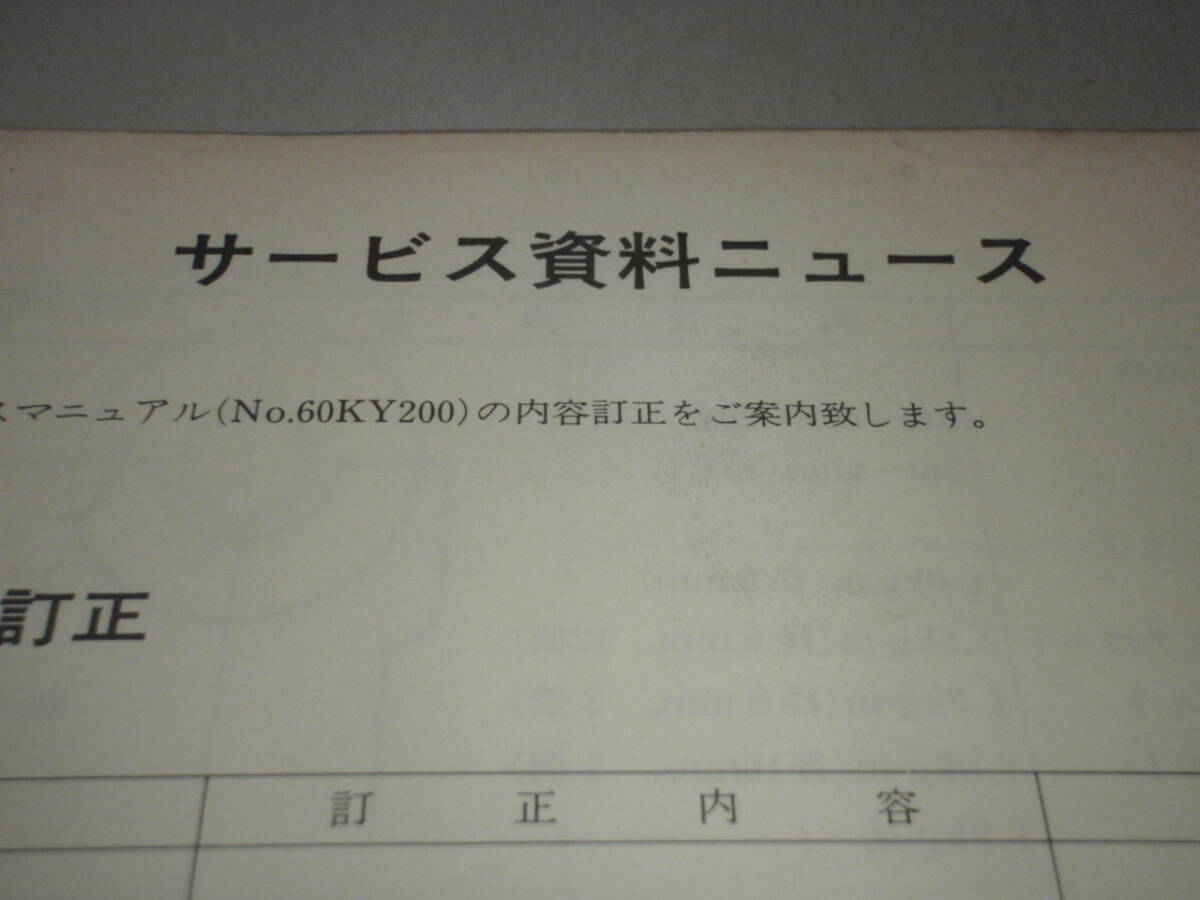 サービス資料ニュース
スマニュアル(No.60KY200)の内容訂正をご案内致します。
訂正
訂正内容